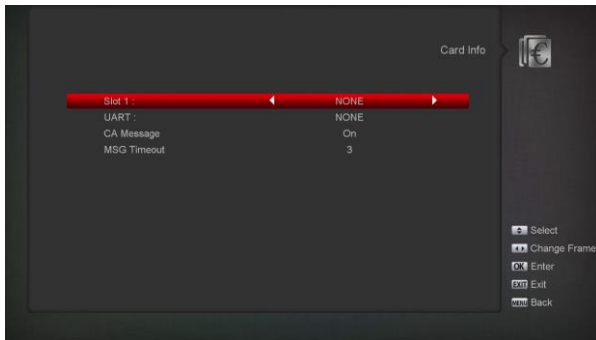 Card Info
€
Slot 1 : NONE
UART : NONE
CA Message On
MSG Timeout 3
Select
Change Frame
OK Enter
EXIT Exit
MENU Back